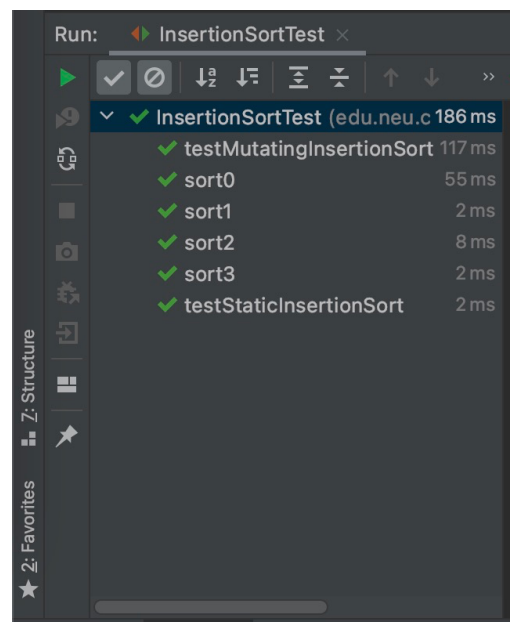 Run: InsertionSortTest
InsertionSortTest (edu.neu.c 186 ms
testMutatingInsertionSort 117 ms
sort0 55 ms
sort1 2 ms
sort2 8 ms
sort3 2 ms
testStaticInsertionSort 2 ms
Z: Structure
2: Favorites